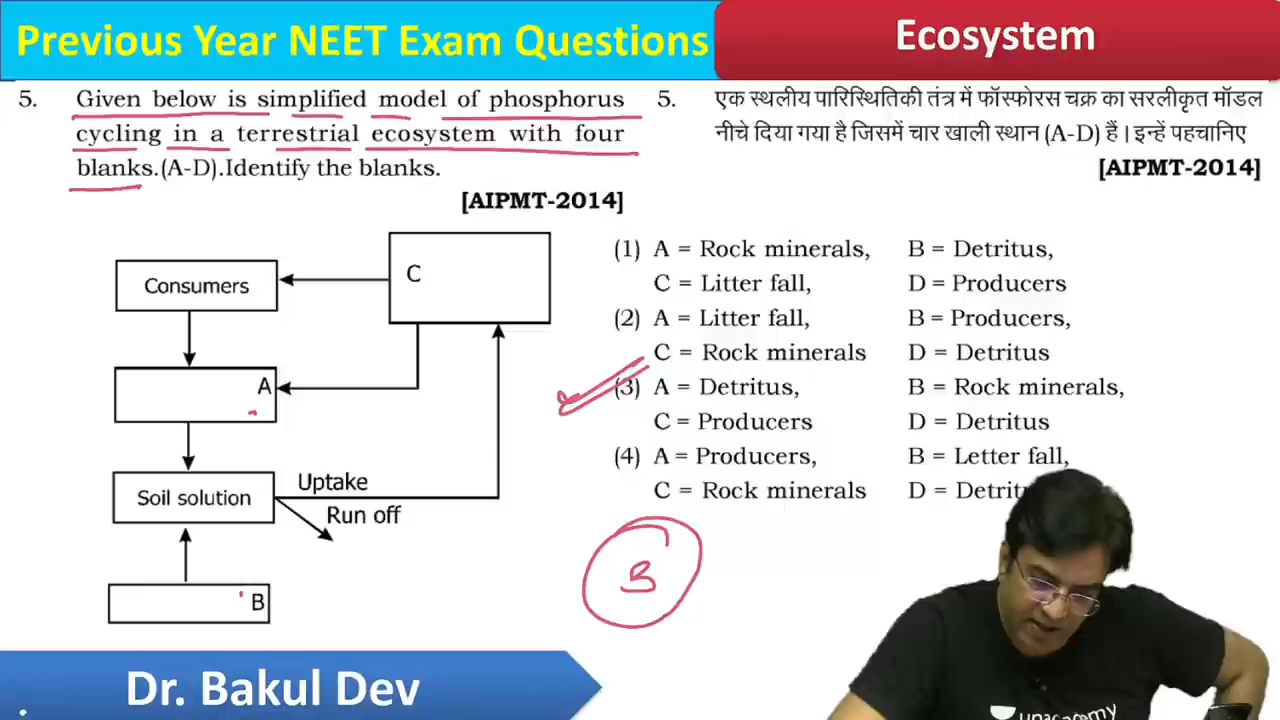 Previous Year NEET Exam Questions
Ecosystem
5. Given below is simplified model of phosphorus
cycling in a terrestrial ecosystem with four
blanks.(A-D).Identify the blanks.
[AIPMT-2014]
5. एक स्थलीय पारिस्थितिकी तंत्र में फॉस्फोरस चक्र का सरलीकृत मॉडल
नीचे दिया गया है जिसमें चार खाली स्थान (A-D) हैं। इन्हें पहचानिए
[AIPMT-2014]
C
Consumers
A
Soil solution
Uptake
Run off
B
(1) A = Rock minerals, B = Detritus,
C = Litter fall, D = Producers
(2) A = Litter fall, B = Producers,
C = Rock minerals D = Detritus
(3) A = Detritus, B = Rock minerals,
C = Producers D = Detritus
(4) A = Producers, B = Letter fall,
C = Rock minerals
3
Dr. Bakul Dev
unacademy